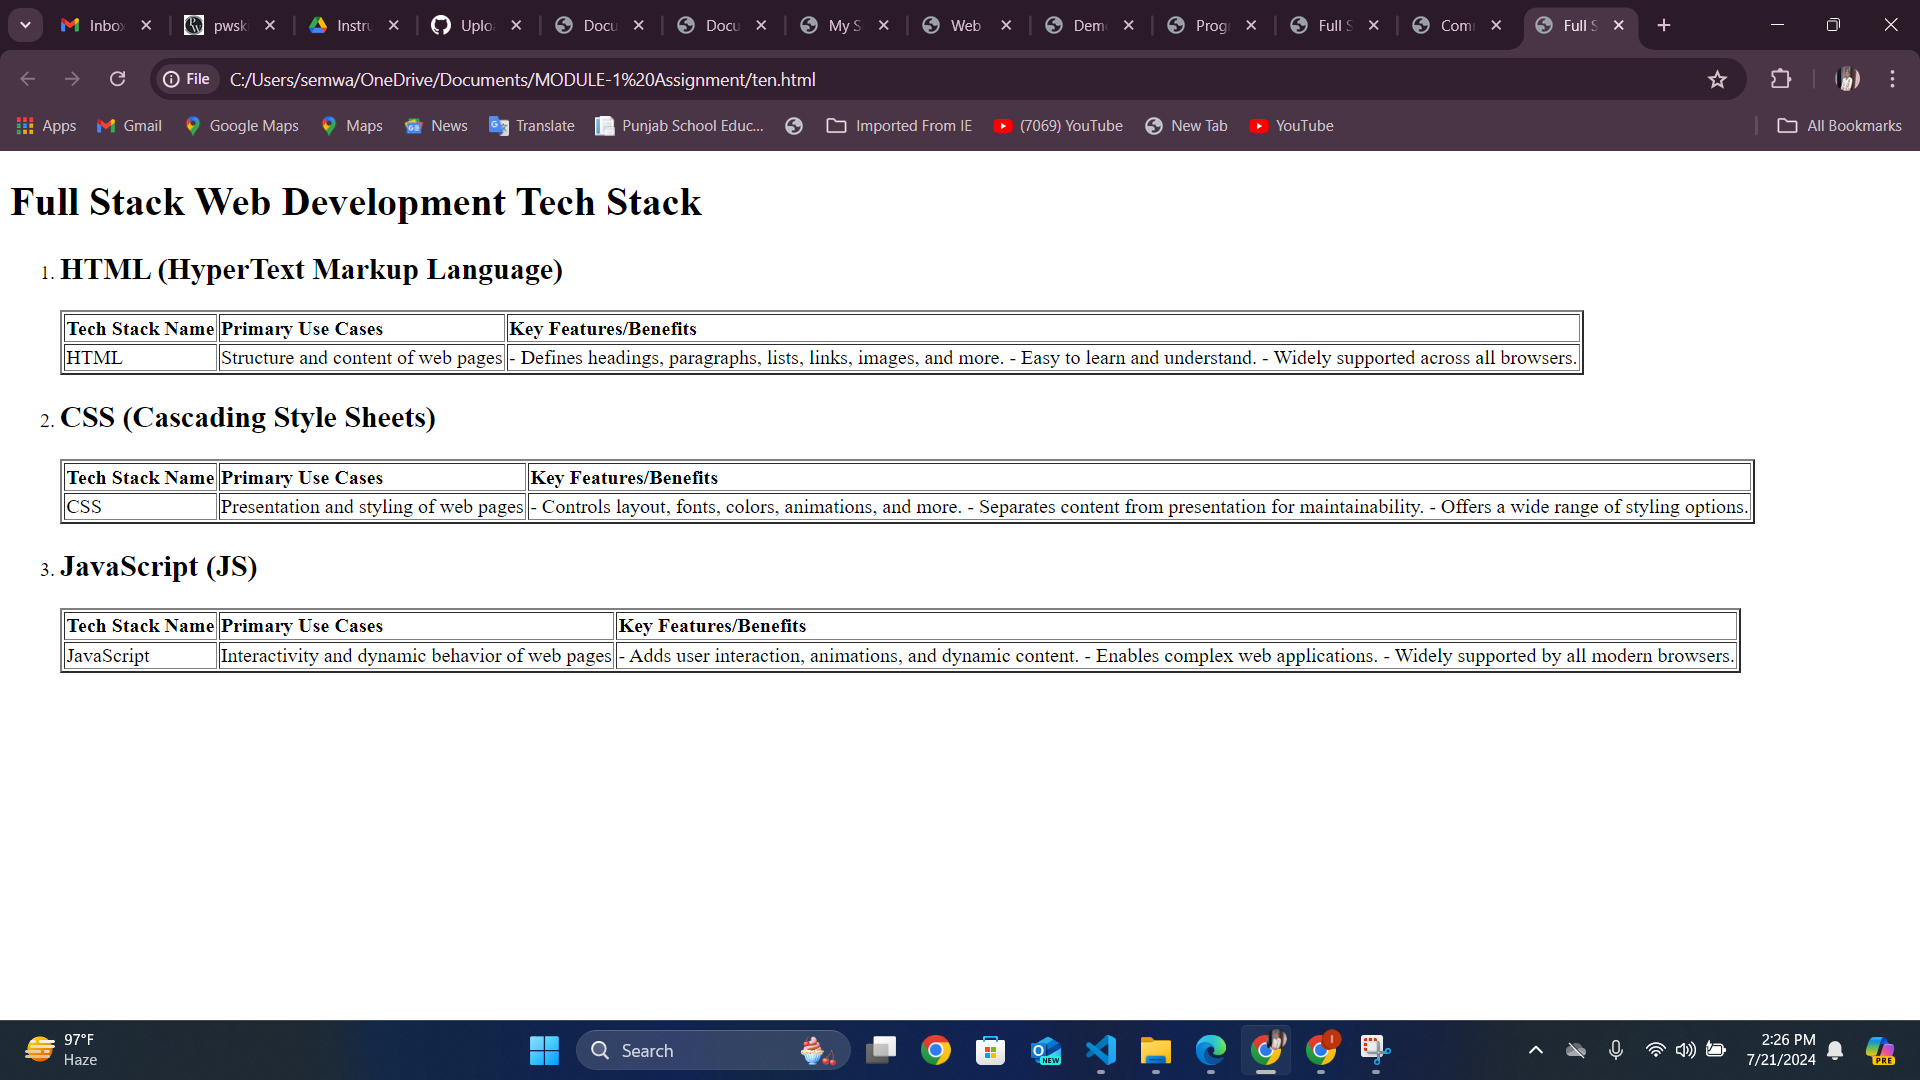 Inbox pwsk Instru Uplo Docu Docu My S Web Dem Prog Full S Com Full S
File C:/Users/semwa/OneDrive/Documents/MODULE-1%20Assignment/ten.html
Apps Gmail Google Maps Maps News Translate Punjab School Educ... Imported From IE (7069) YouTube New Tab YouTube All Bookmarks
Full Stack Web Development Tech Stack
1. HTML (HyperText Markup Language)
Tech Stack Name Primary Use Cases Key Features/Benefits
HTML Structure and content of web pages - Defines headings, paragraphs, lists, links, images, and more. - Easy to learn and understand. - Widely supported across all browsers.
2. CSS (Cascading Style Sheets)
Tech Stack Name Primary Use Cases Key Features/Benefits
CSS Presentation and styling of web pages - Controls layout, fonts, colors, animations, and more. - Separates content from presentation for maintainability. - Offers a wide range of styling options.
3. JavaScript (JS)
Tech Stack Name Primary Use Cases Key Features/Benefits
JavaScript Interactivity and dynamic behavior of web pages - Adds user interaction, animations, and dynamic content. - Enables complex web applications. - Widely supported by all modern browsers.
97°F
Haze
Search
2:26 PM
7/21/2024